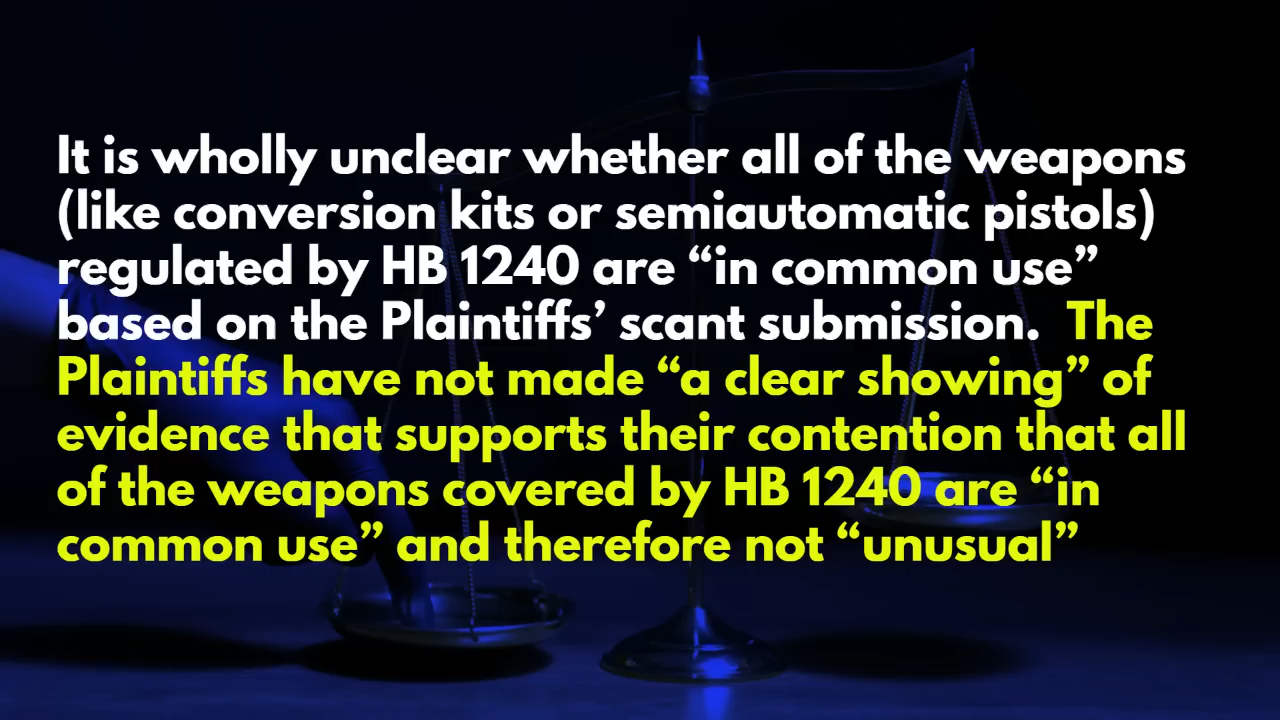 It is wholly unclear whether all of the weapons
(like conversion kits or semiautomatic pistols)
regulated by HB 1240 are “in common use”
based on the Plaintiffs’ scant submission.  The
Plaintiffs have not made “a clear showing” of
evidence that supports their contention that all
of the weapons covered by HB 1240 are “in
common use” and therefore not “unusual”